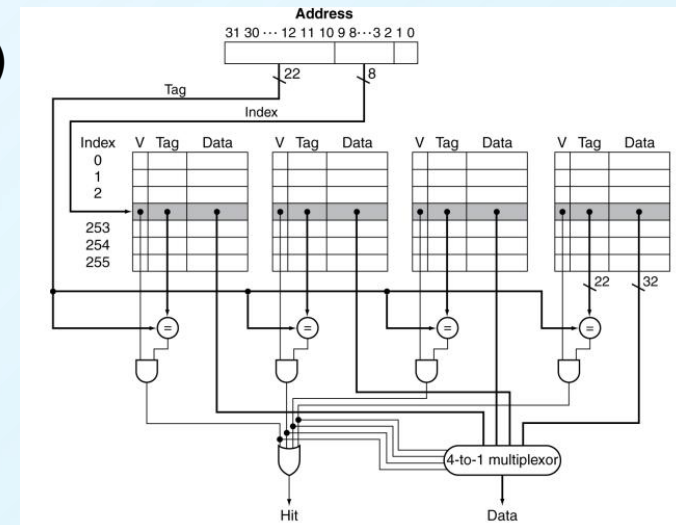 Address
31 30 ··· 12 11 10 9 8···3 2 1 0
22
8
Tag
Index
Index V Tag Data V Tag Data V Tag Data V Tag Data
0
1
2
253
254
255
22
32
= = = =
4-to-1 multiplexor
Hit
Data